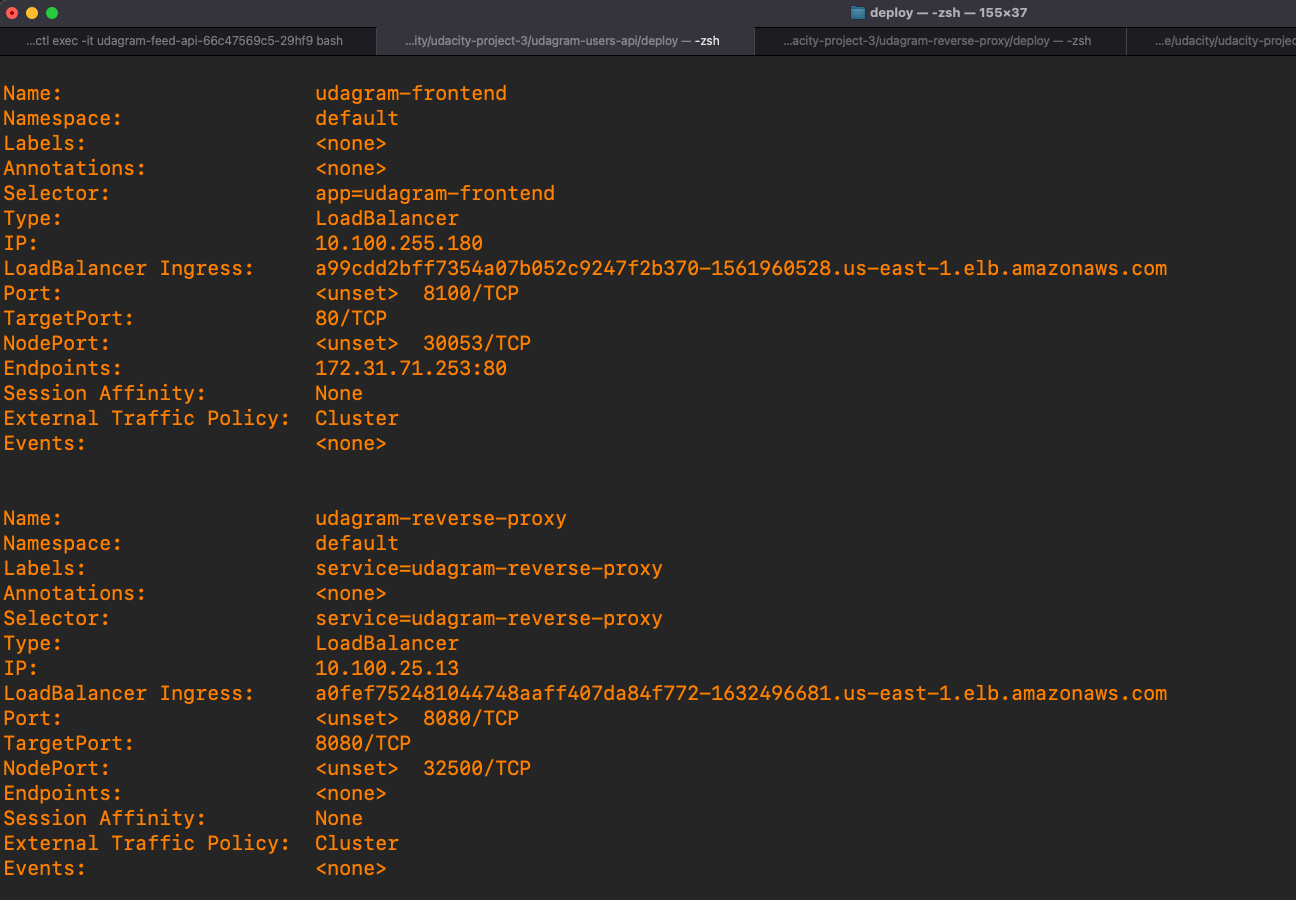 deploy — -zsh — 155×37
...ctl exec -it udagram-feed-api-66c47569c5-29hf9 bash
...ity/udacity-project-3/udagram-users-api/deploy — -zsh
...acity-project-3/udagram-reverse-proxy/deploy — -zsh
...e/udacity/udacity-projec
Name: udagram-frontend
Namespace: default
Labels: <none>
Annotations: <none>
Selector: app=udagram-frontend
Type: LoadBalancer
IP: 10.100.255.180
LoadBalancer Ingress: a99cdd2bff7354a07b052c9247f2b370-1561960528.us-east-1.elb.amazonaws.com
Port: <unset> 8100/TCP
TargetPort: 80/TCP
NodePort: <unset> 30053/TCP
Endpoints: 172.31.71.253:80
Session Affinity: None
External Traffic Policy: Cluster
Events: <none>
Name: udagram-reverse-proxy
Namespace: default
Labels: service=udagram-reverse-proxy
Annotations: <none>
Selector: service=udagram-reverse-proxy
Type: LoadBalancer
IP: 10.100.25.13
LoadBalancer Ingress: a0fef752481044748aaff407da84f772-1632496681.us-east-1.elb.amazonaws.com
Port: <unset> 8080/TCP
TargetPort: 8080/TCP
NodePort: <unset> 32500/TCP
Endpoints: <none>
Session Affinity: None
External Traffic Policy: Cluster
Events: <none>